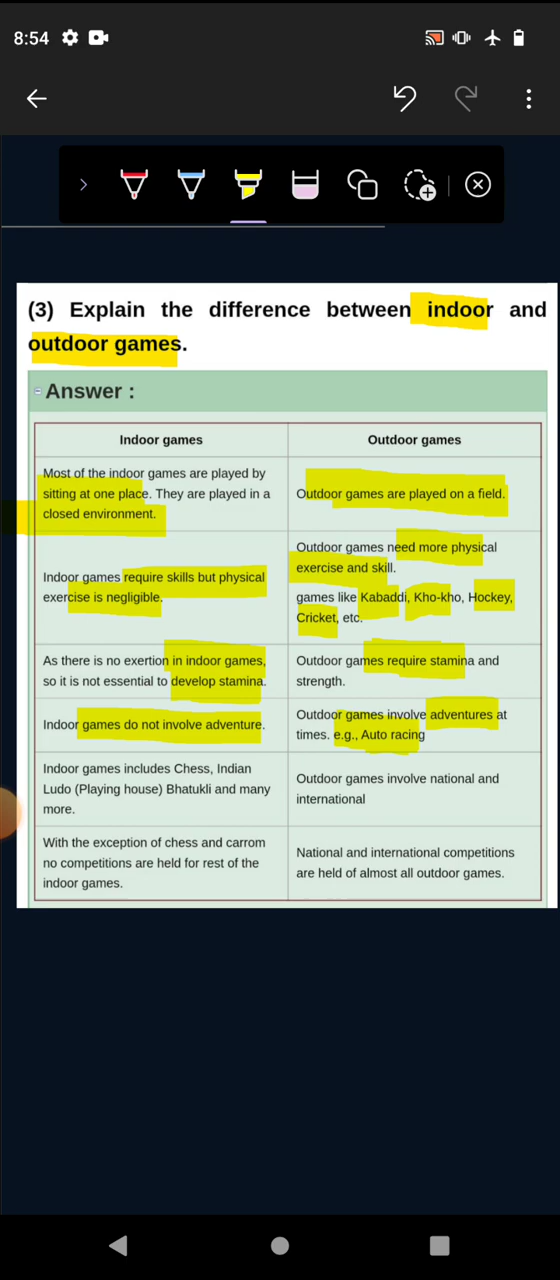 8:54
(3) Explain the difference between indoor and
outdoor games.
Answer :
Indoor games
Outdoor games
Most of the indoor games are played by
sitting at one place. They are played in a
closed environment.
Outdoor games are played on a field.
Indoor games require skills but physical
exercise is negligible.
Outdoor games need more physical
exercise and skill.
games like Kabaddi, Kho-kho, Hockey,
Cricket, etc.
As there is no exertion in indoor games,
so it is not essential to develop stamina.
Outdoor games require stamina and
strength.
Indoor games do not involve adventure.
Outdoor games involve adventures at
times. e.g., Auto racing
Indoor games includes Chess, Indian
Ludo (Playing house) Bhatukli and many
more.
Outdoor games involve national and
international
With the exception of chess and carrom
no competitions are held for rest of the
indoor games.
National and international competitions
are held of almost all outdoor games.